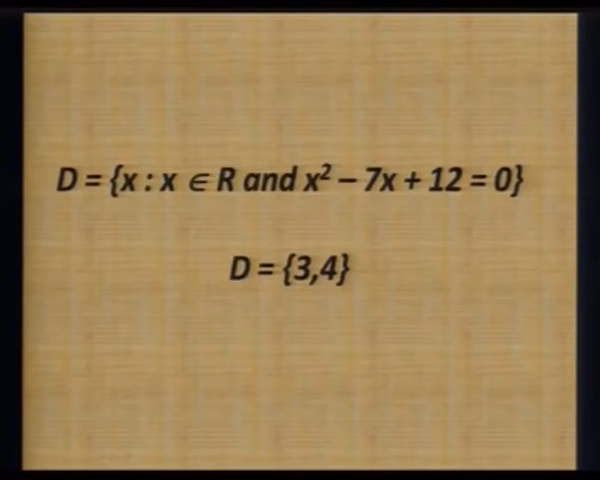 D = {x : x ∈ R and x² – 7x + 12 = 0}
D = {3,4}